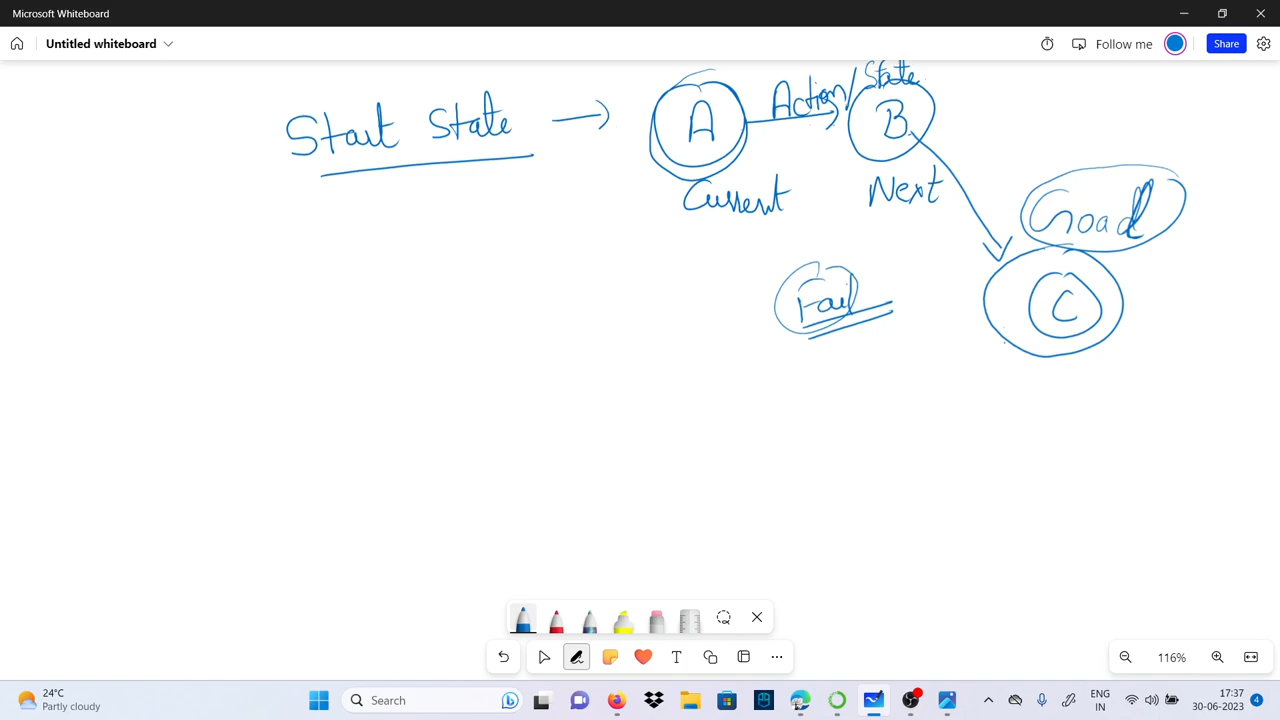 Microsoft Whiteboard
Untitled whiteboard
Follow me
Share
Start State
A
Action/State
B
Current
Next
Goal
Fail
C
116%
24°C
Partly cloudy
Search
ENG
IN
17:37
30-06-2023
4